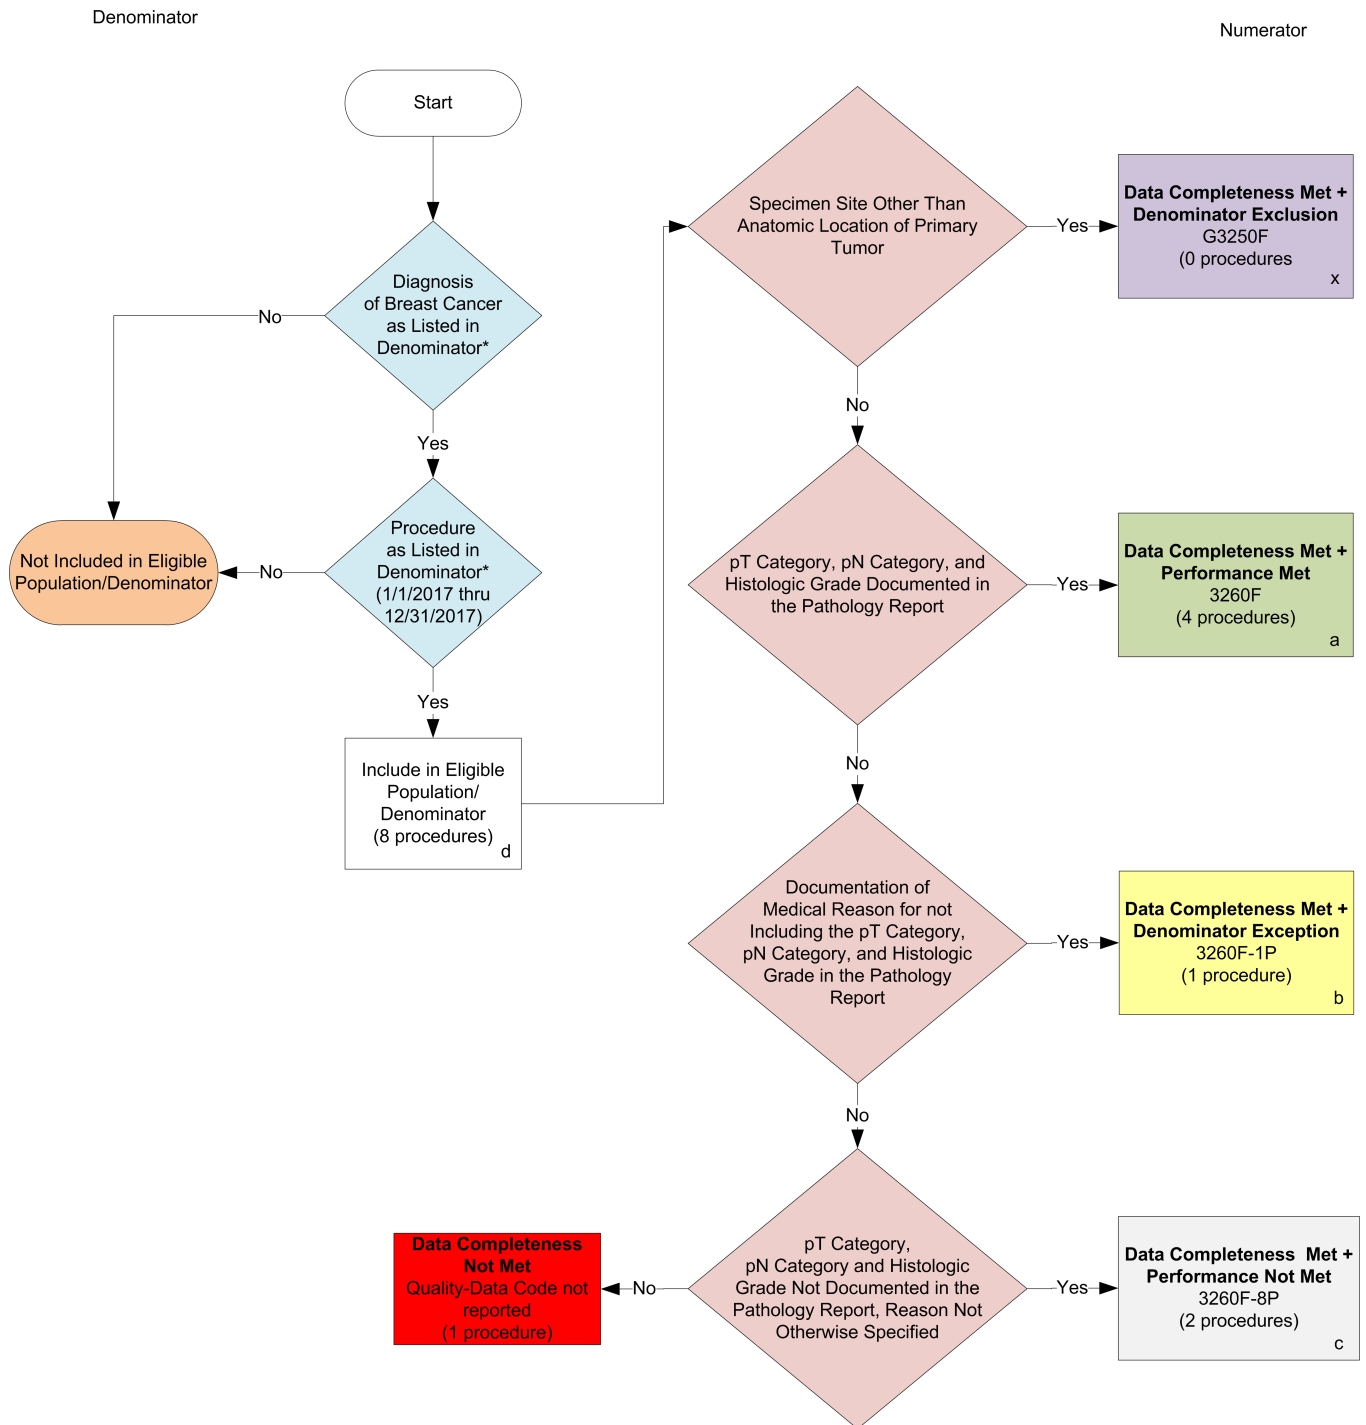 Denominator
Numerator
Start
Diagnosis
of Breast Cancer
as Listed in
Denominator*
No
Yes
Procedure
as Listed in
Denominator*
(1/1/2017 thru
12/31/2017)
No
Not Included in Eligible
Population/Denominator
Yes
Include in Eligible
Population/
Denominator
(8 procedures)
d
Specimen Site Other Than
Anatomic Location of Primary
Tumor
Yes
Data Completeness Met +
Denominator Exclusion
G3250F
(0 procedures
x
No
pT Category, pN Category, and
Histologic Grade Documented in
the Pathology Report
Yes
Data Completeness Met +
Performance Met
3260F
(4 procedures)
a
No
Documentation of
Medical Reason for not
Including the pT Category,
pN Category, and Histologic
Grade in the Pathology
Report
Yes
Data Completeness Met +
Denominator Exception
3260F-1P
(1 procedure)
b
No
pT Category,
pN Category and Histologic
Grade Not Documented in the
Pathology Report, Reason Not
Otherwise Specified
Yes
Data Completeness  Met +
Performance Not Met
3260F-8P
(2 procedures)
c
No
Data Completeness
Not Met
Quality-Data Code not
reported
(1 procedure)